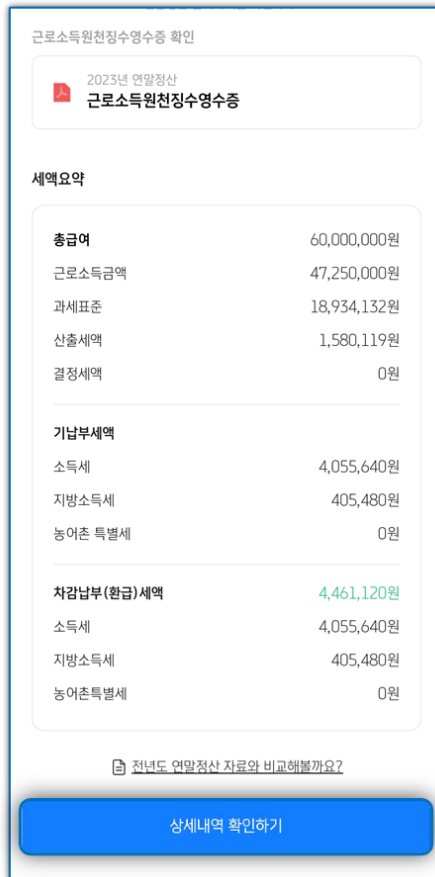 근로소득원천징수영수증 확인
2023년 연말정산
근로소득원천징수영수증
세액요약
총급여 60,000,000원
근로소득금액 47,250,000원
과세표준 18,934,132원
산출세액 1,580,119원
결정세액 0원
기납부세액
소득세 4,055,640원
지방소득세 405,480원
농어촌 특별세 0원
차감납부(환급)세액 4,461,120원
소득세 4,055,640원
지방소득세 405,480원
농어촌특별세 0원
전년도 연말정산 자료와 비교해볼까요?
상세내역 확인하기